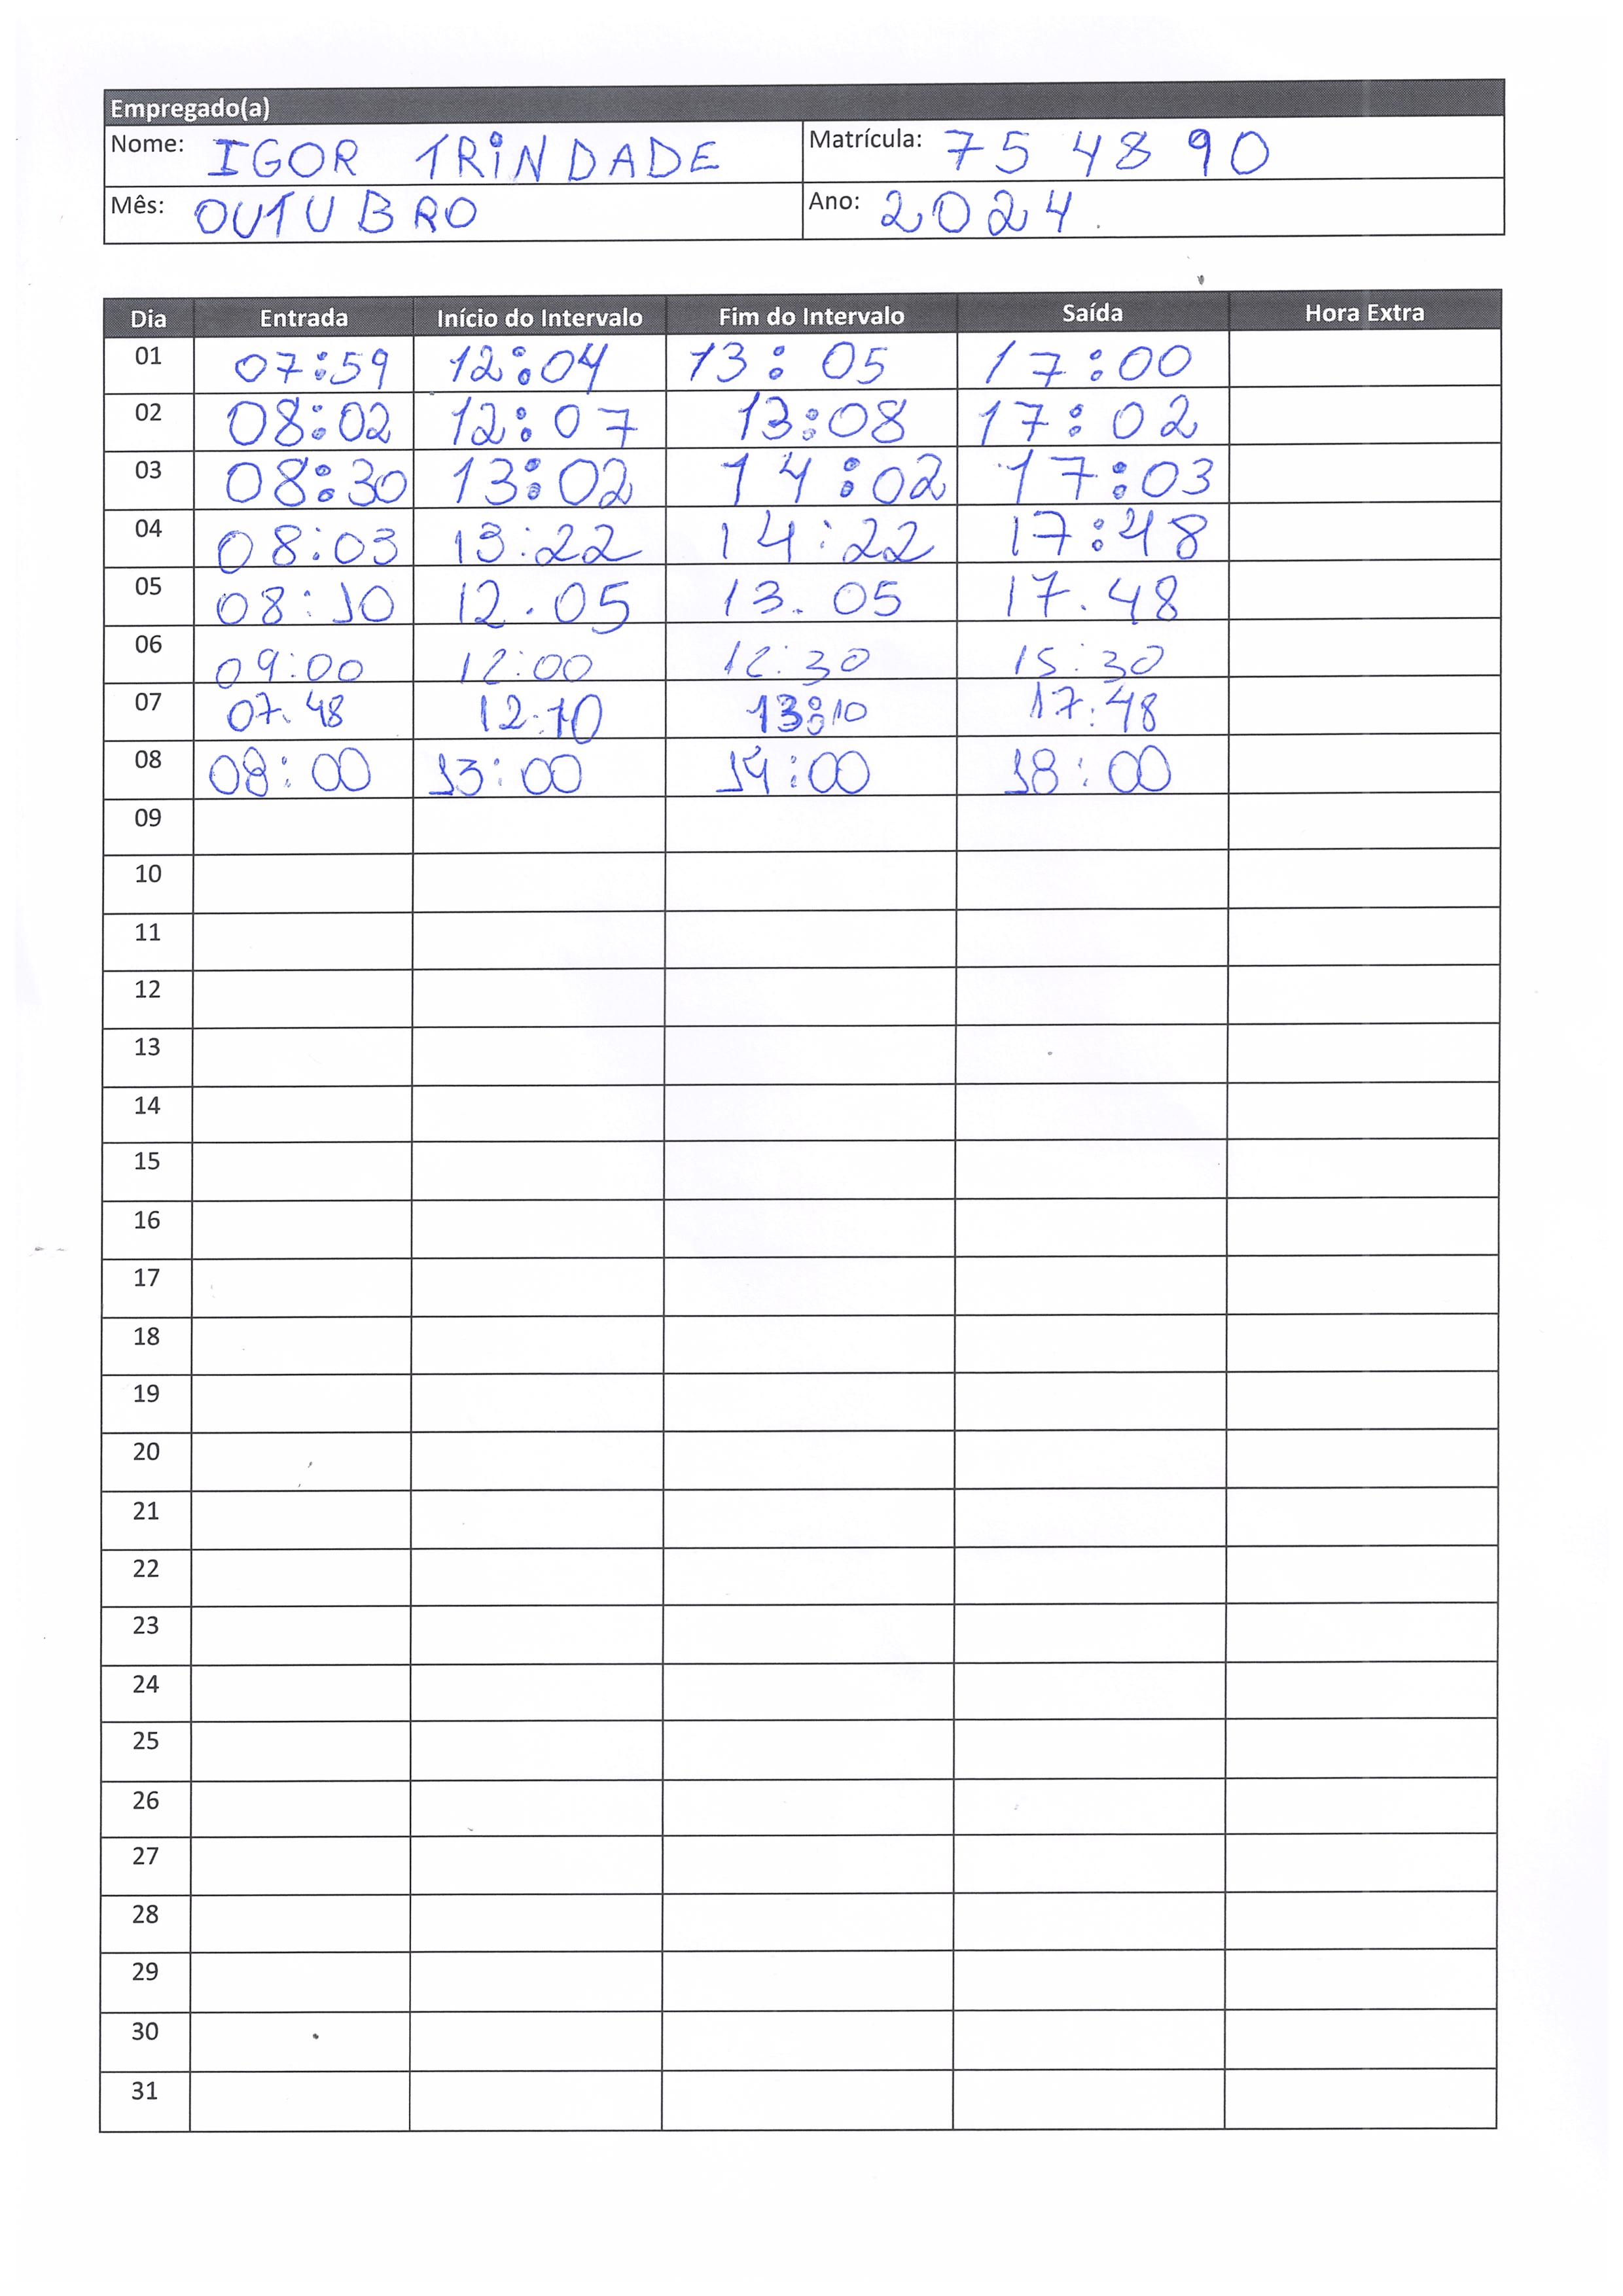 Empregado(a)
Nome: IGOR TRINDADE Matrícula: 754890
Mês: OUTUBRO Ano: 2024.
Dia Entrada Início do Intervalo Fim do Intervalo Saída Hora Extra
01 07:59 12:04 13:05 17:00
02 08:02 12:07 13:08 17:02
03 08:30 13:02 14:02 17:03
04 08:03 13:22 14:22 17:48
05 08:10 12.05 13.05 17.48
06 09:00 12:00 12:30 15:30
07 07.48 12:10 13:10 17:48
08 08:00 13:00 14:00 18:00
09
10
11
12
13
14
15
16
17
18
19
20
21
22
23
24
25
26
27
28
29
30
31